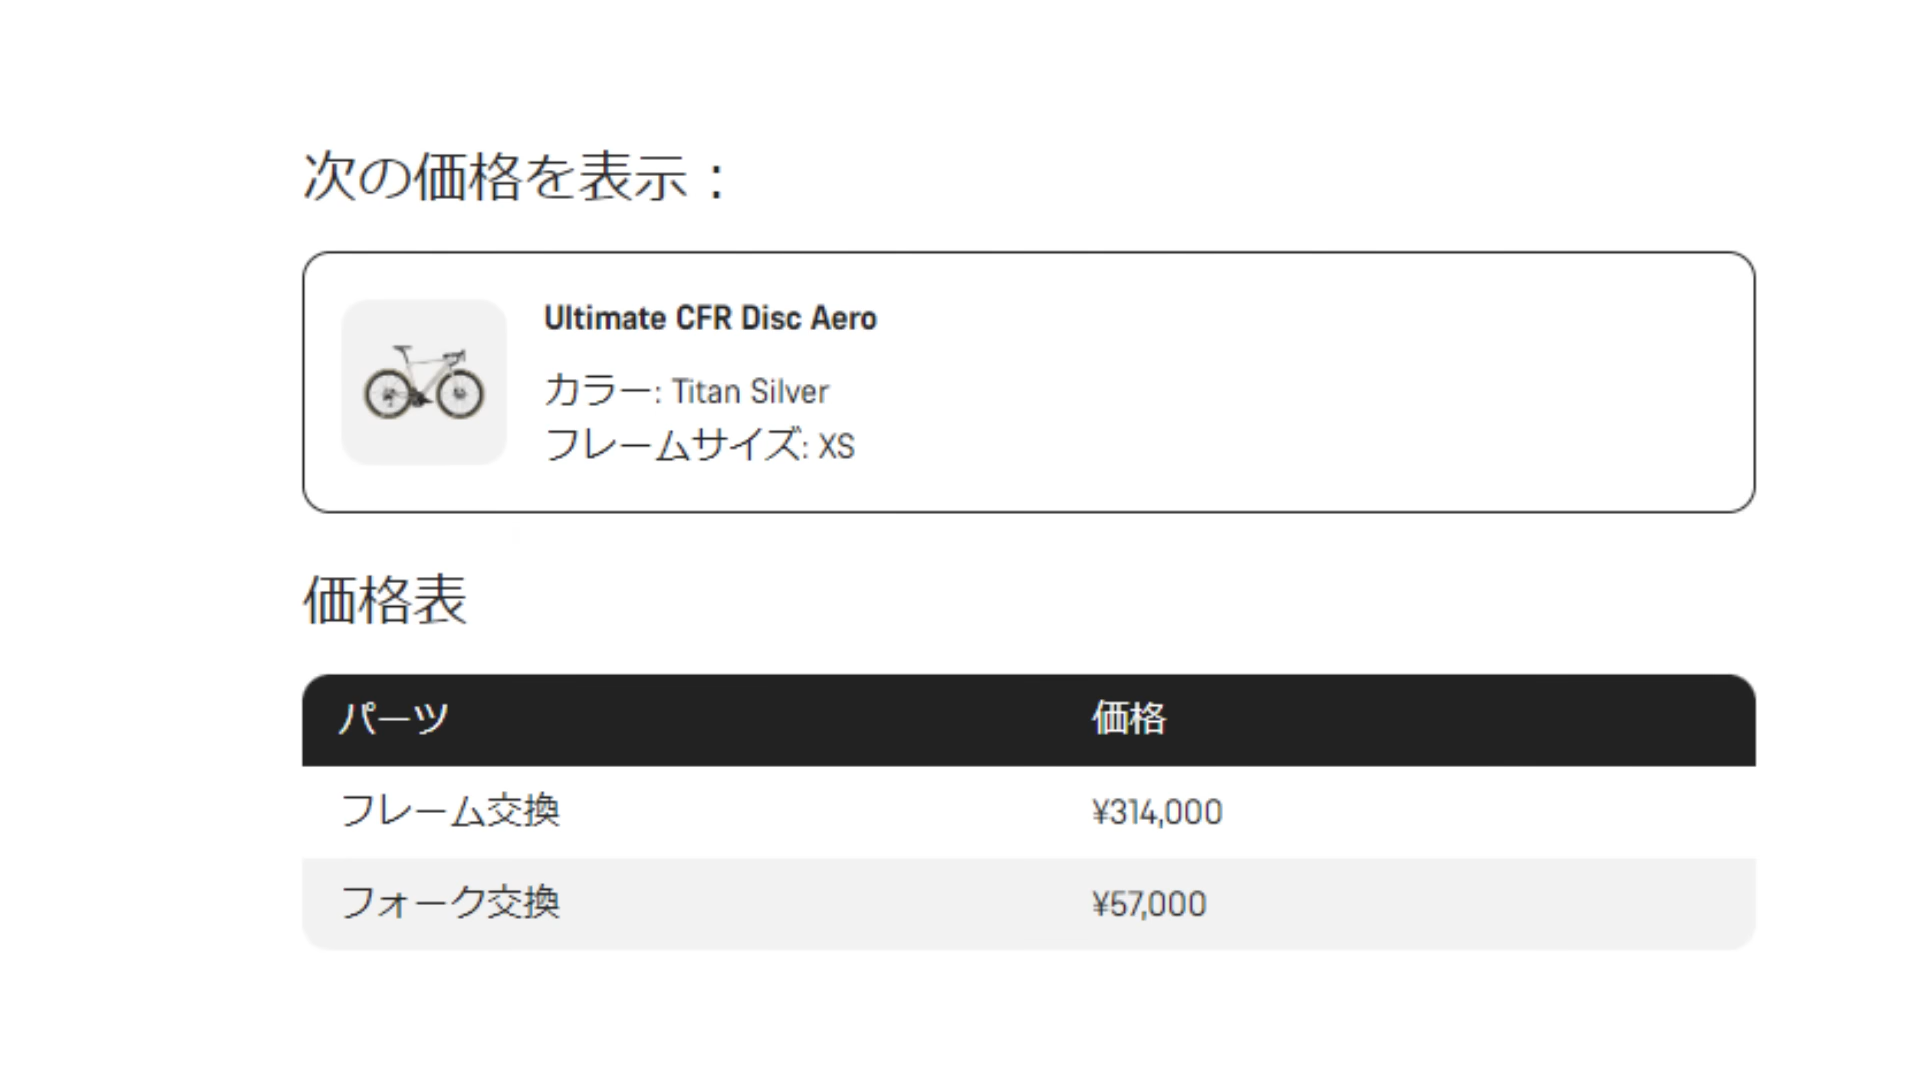 次の価格を表示：
Ultimate CFR Disc Aero
カラー: Titan Silver
フレームサイズ: XS
価格表
パーツ 価格
フレーム交換 ¥314,000
フォーク交換 ¥57,000